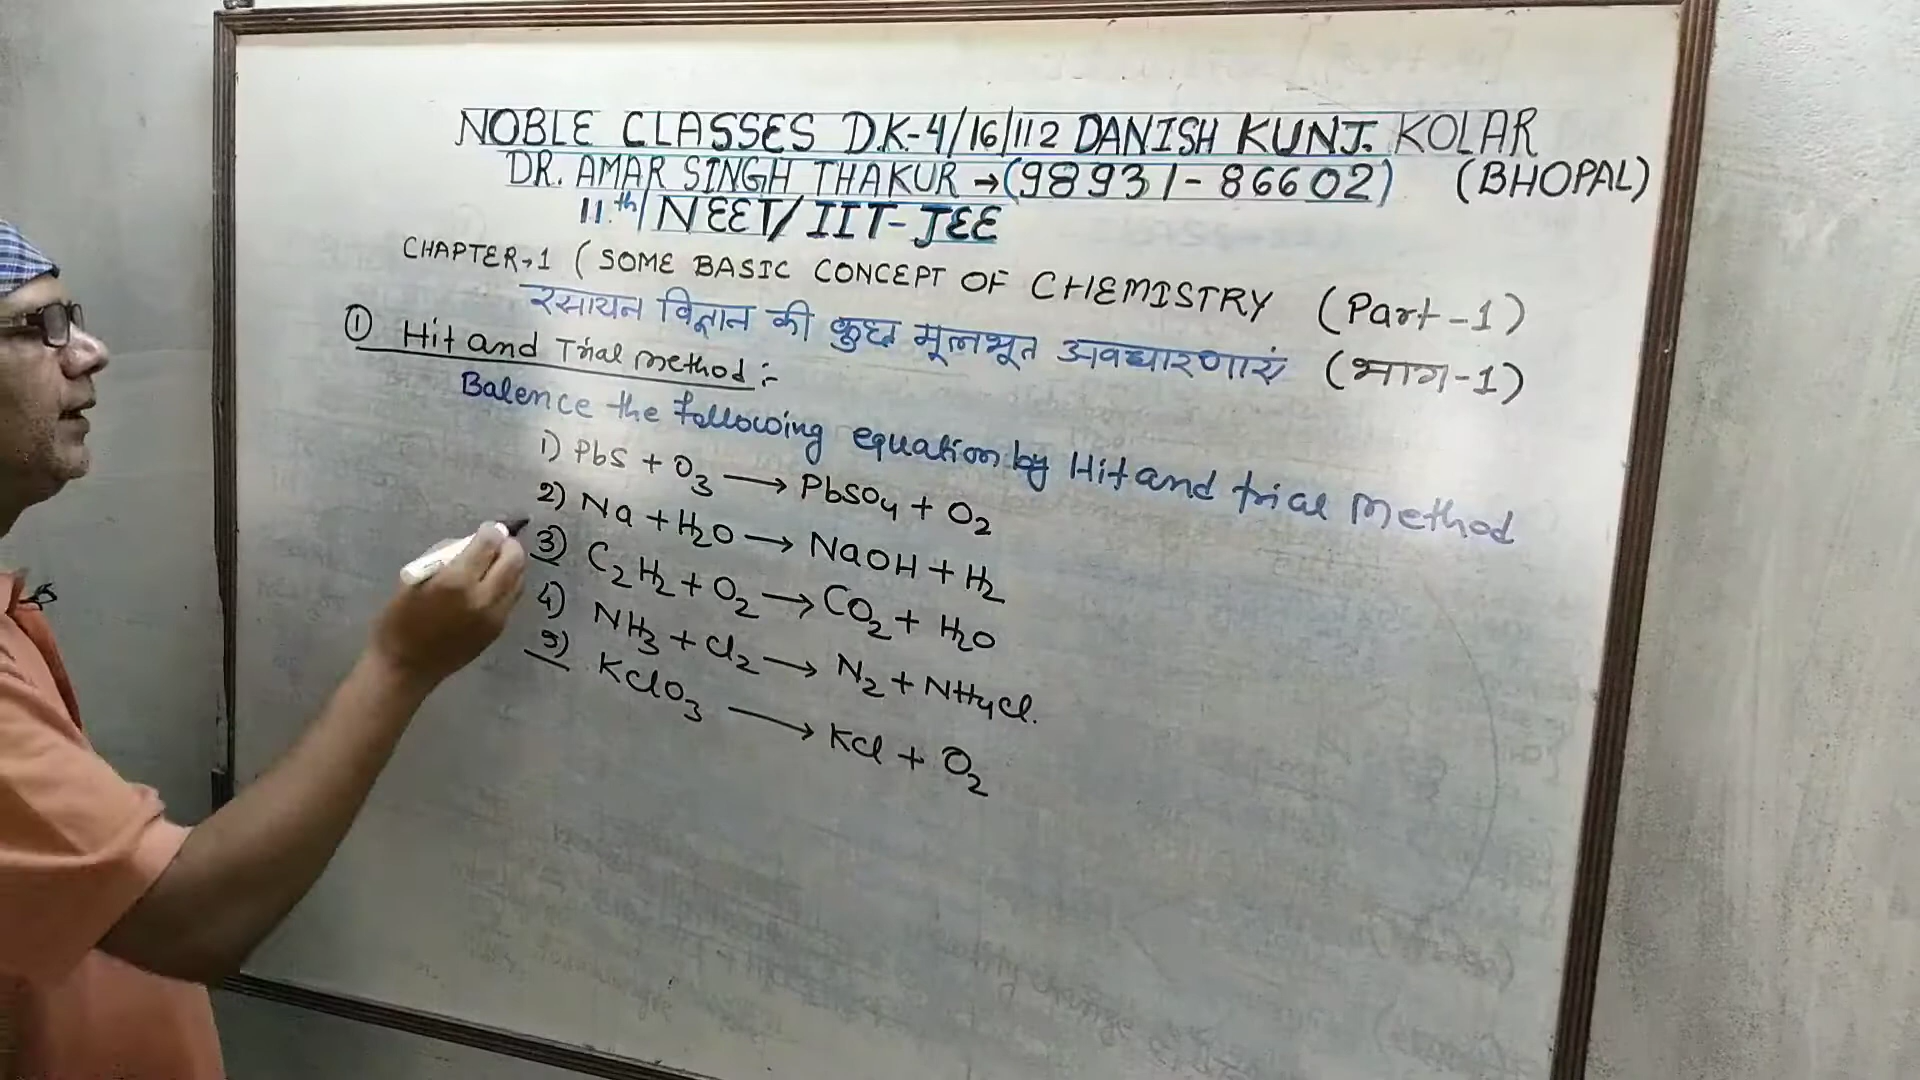 NOBLE CLASSES D.K-4/16/112 DANISH KUNJ. KOLAR
DR. AMAR SINGH THAKUR → (98931-86602) (BHOPAL)
11th/NEET/IIT-JEE
CHAPTER→1 (SOME BASIC CONCEPT OF CHEMISTRY (Part-1)
रसायन विज्ञान की कुछ मूलभूत अवधारणाएं (भाग-1)
① Hit and Trial method :-
Balence the following equation by Hit and trial Method
1) PbS + O3 ⟶ PbSO4 + O2
2) Na + H2O ⟶ NaOH + H2
3) C2H2 + O2 ⟶ CO2 + H2O
4) NH3 + Cl2 ⟶ N2 + NH4Cl.
5) KClO3 ⟶ KCl + O2